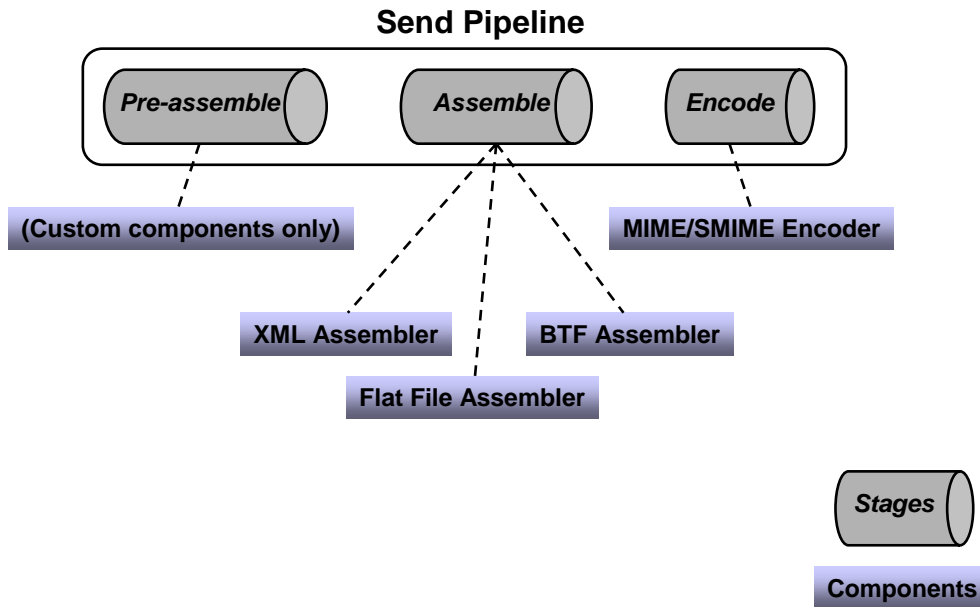 Send Pipeline
Pre-assemble
Assemble
Encode
(Custom components only)
MIME/SMIME Encoder
XML Assembler
BTF Assembler
Flat File Assembler
Stages
Components